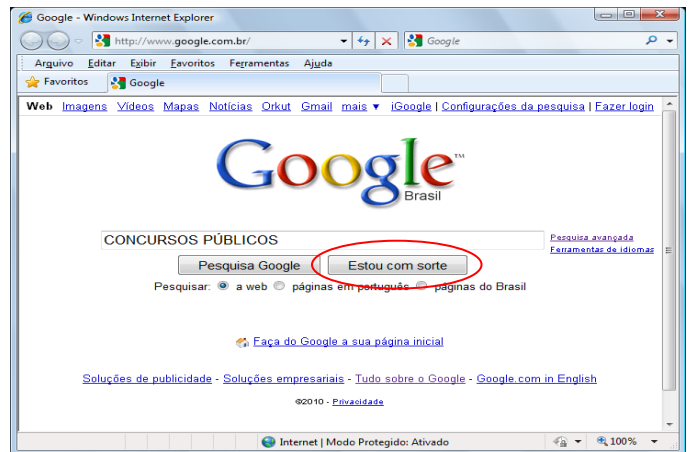 Google - Windows Internet Explorer
http://www.google.com.br/ Google
Arquivo Editar Exibir Favoritos Ferramentas Ajuda
Favoritos Google
Web Imagens Vídeos Mapas Notícias Orkut Gmail mais ▼ iGoogle | Configurações da pesquisa | Fazer login
Google™
Brasil
CONCURSOS PÚBLICOS
Pesquisa avançada
Ferramentas de idiomas
Pesquisa Google Estou com sorte
Pesquisar: a web páginas em português páginas do Brasil
Faça do Google a sua página inicial
Soluções de publicidade - Soluções empresariais - Tudo sobre o Google - Google.com in English
©2010 - Privacidade
Internet | Modo Protegido: Ativado 100%